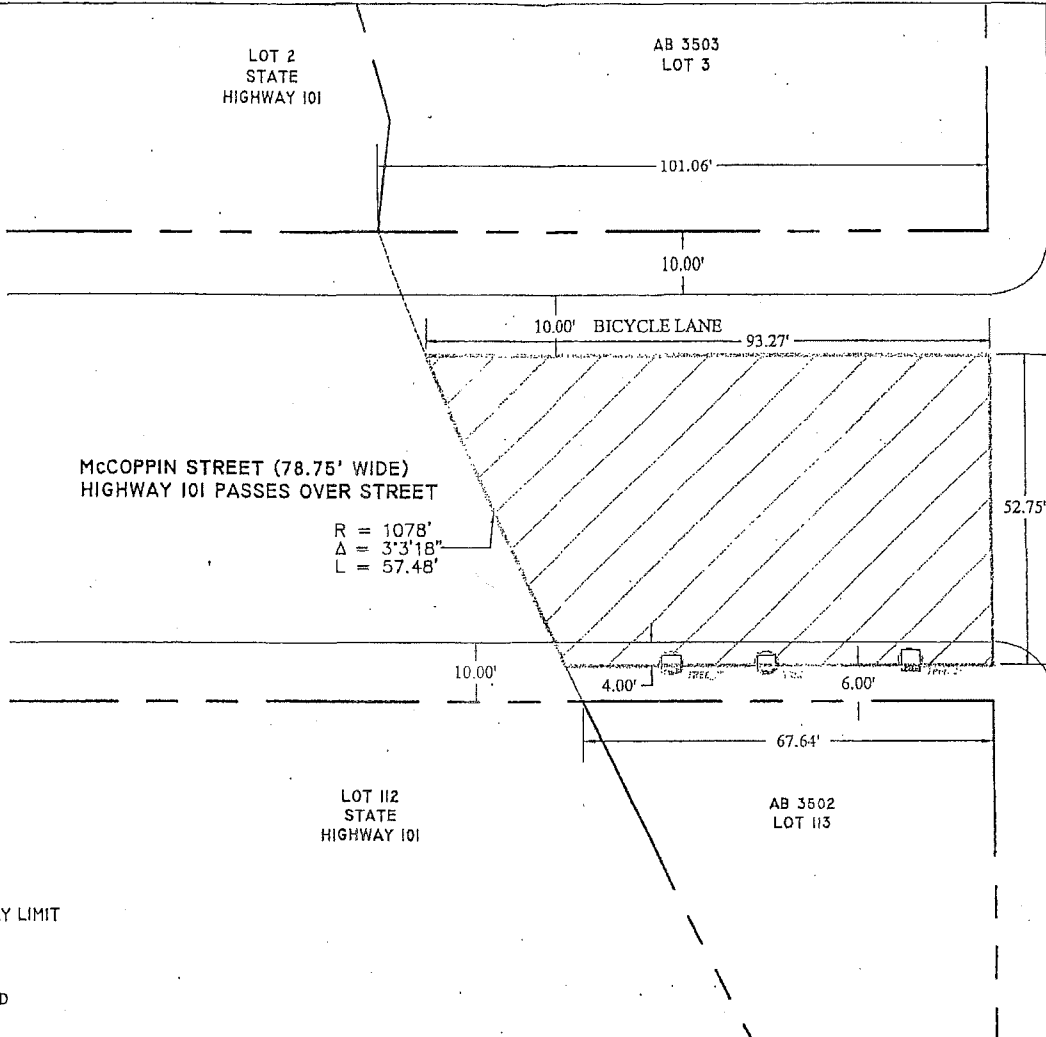 LOT 2
STATE
HIGHWAY 101
AB 3503
LOT 3
101.06'
10.00'
10.00' BICYCLE LANE
93.27'
McCOPPIN STREET (78.75' WIDE)
HIGHWAY 101 PASSES OVER STREET
R = 1078'
Δ = 3°3'18"
L = 57.48'
52.75'
10.00'
4.00'
TREE
6.00'
67.64'
LOT 112
STATE
HIGHWAY 101
AB 3502
LOT 113
Y LIMIT
D